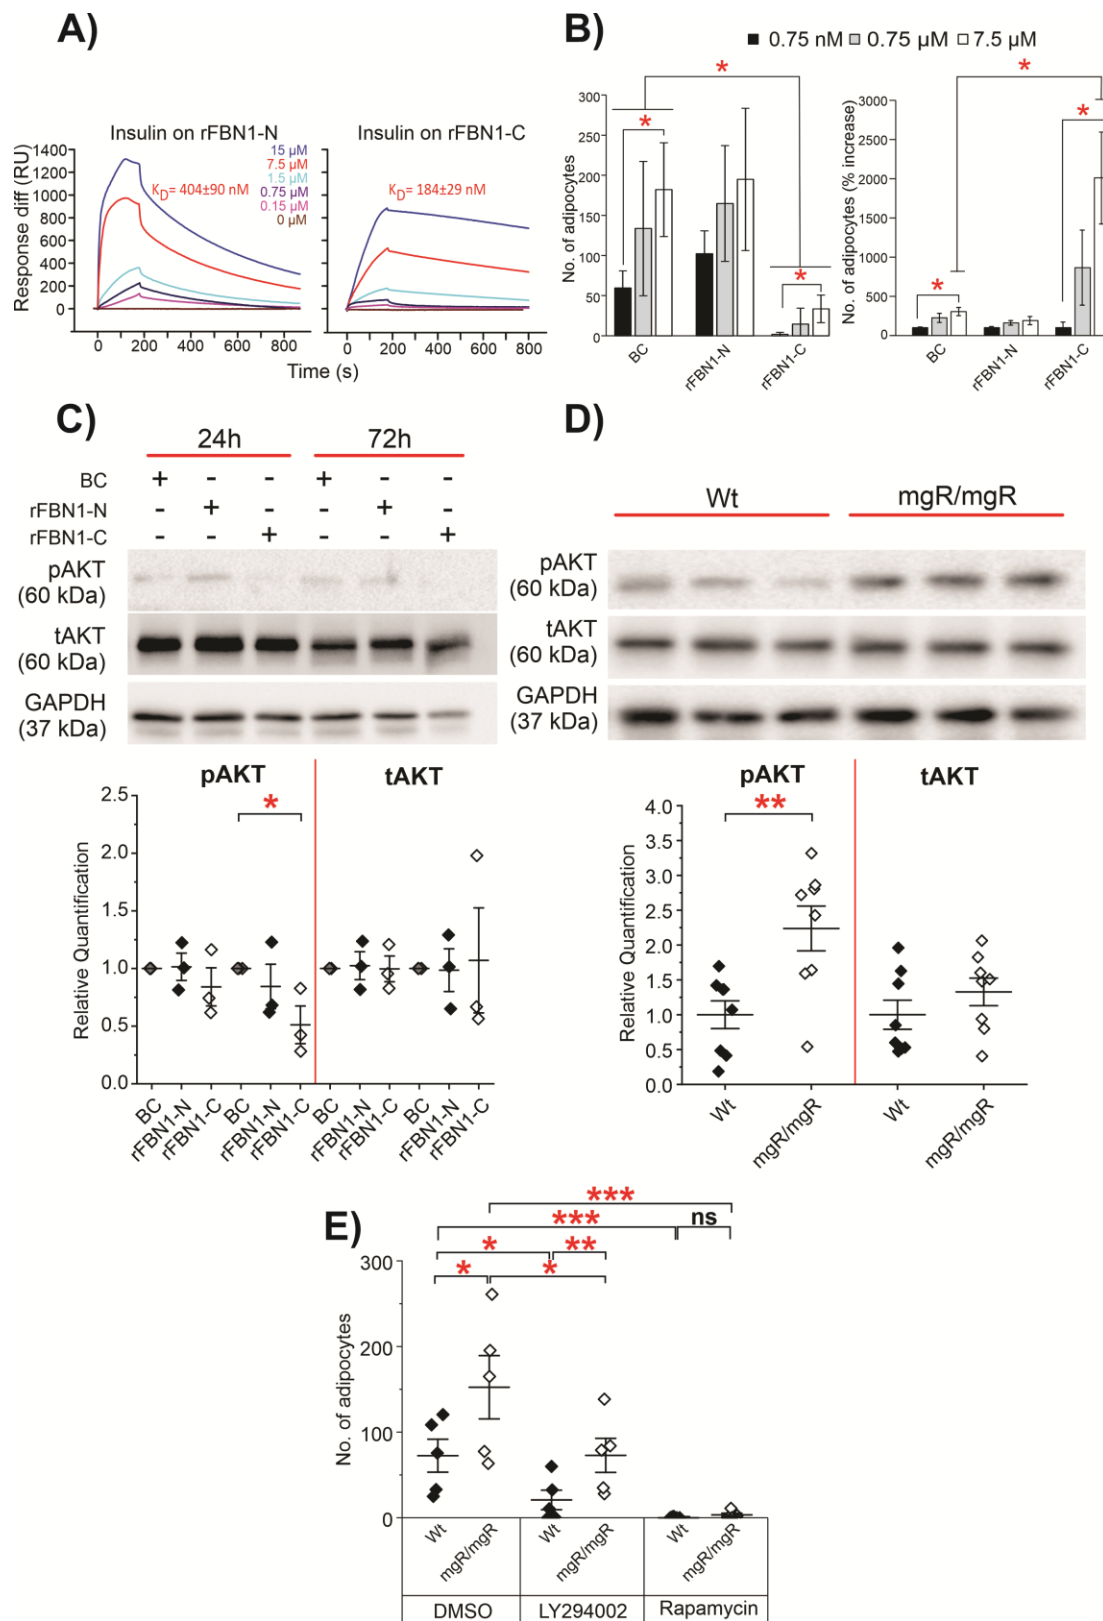 A)
Insulin on rFBN1-N
Insulin on rFBN1-C
Response diff (RU)
1400
1200
1000
800
600
400
200
0
15 µM
7.5 µM
1.5 µM
0.75 µM
0.15 µM
0 µM
K_D= 404±90 nM
K_D= 184±29 nM
0 200 400 600 800
0 200 400 600 800
Time (s)
B)
■ 0.75 nM ■ 0.75 µM □ 7.5 µM
*
*
*
No. of adipocytes
300
250
200
150
100
50
0
BC
rFBN1-N
rFBN1-C
*
*
*
No. of adipocytes (% increase)
3000
2000
1000
3000
2000
1000
500
0
BC
rFBN1-N
rFBN1-C
C)
24h 72h
BC + - - + - -
rFBN1-N - + - - + -
rFBN1-C - - + - - +
pAKT
(60 kDa)
tAKT
(60 kDa)
GAPDH
(37 kDa)
pAKT tAKT
*
Relative Quantification
2.5
2.0
1.5
1.0
0.5
0.0
BC
rFBN1-N
rFBN1-C
BC
rFBN1-N
rFBN1-C
BC
rFBN1-N
rFBN1-C
BC
rFBN1-N
rFBN1-C
D)
Wt mgR/mgR
pAKT
(60 kDa)
tAKT
(60 kDa)
GAPDH
(37 kDa)
pAKT tAKT
**
Relative Quantification
4.0
3.5
3.0
2.5
2.0
1.5
1.0
0.5
0.0
Wt
mgR/mgR
Wt
mgR/mgR
E)
***
*** ns
* **
* *
No. of adipocytes
300
200
100
0
Wt
mgR/mgR
Wt
mgR/mgR
Wt
mgR/mgR
DMSO LY294002 Rapamycin